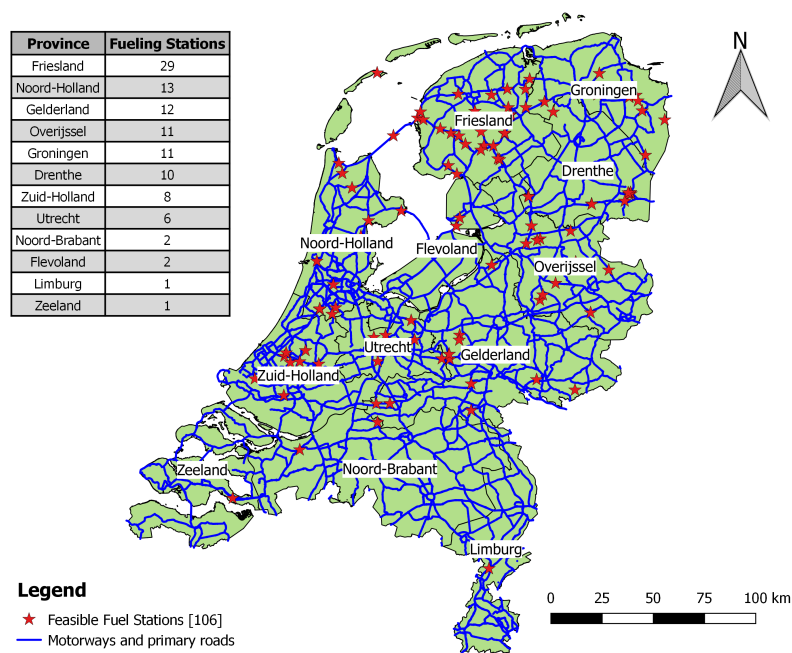 Province Fueling Stations
Friesland 29
Noord-Holland 13
Gelderland 12
Overijssel 11
Groningen 11
Drenthe 10
Zuid-Holland 8
Utrecht 6
Noord-Brabant 2
Flevoland 2
Limburg 1
Zeeland 1
N
Groningen
Friesland
Drenthe
Noord-Holland
Flevoland
Overijssel
Utrecht
Gelderland
Zuid-Holland
Zeeland
Noord-Brabant
Limburg
Legend
Feasible Fuel Stations [106]
Motorways and primary roads
0 25 50 75 100 km